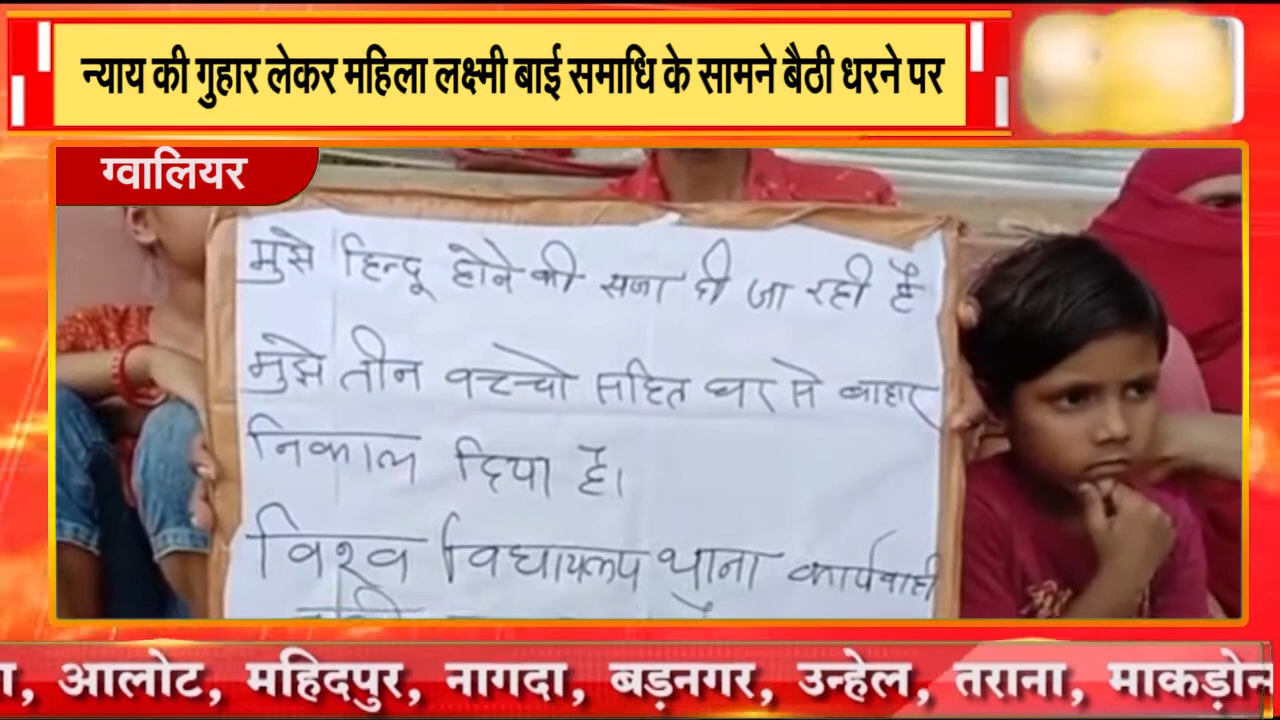 न्याय की गुहार लेकर महिला लक्ष्मी बाई समाधि के सामने बैठी धरने पर
ग्वालियर
मुझे हिन्दू होने की सजा दी जा रही है
मुझे तीन बच्चो सहित घर से बाहर
निकाल दिया है।
विश्व विधायलय थाना कार्यवाही
आलोट, महिदपुर, नागदा, बड़नगर, उन्हेल, तराना, माकड़ोन